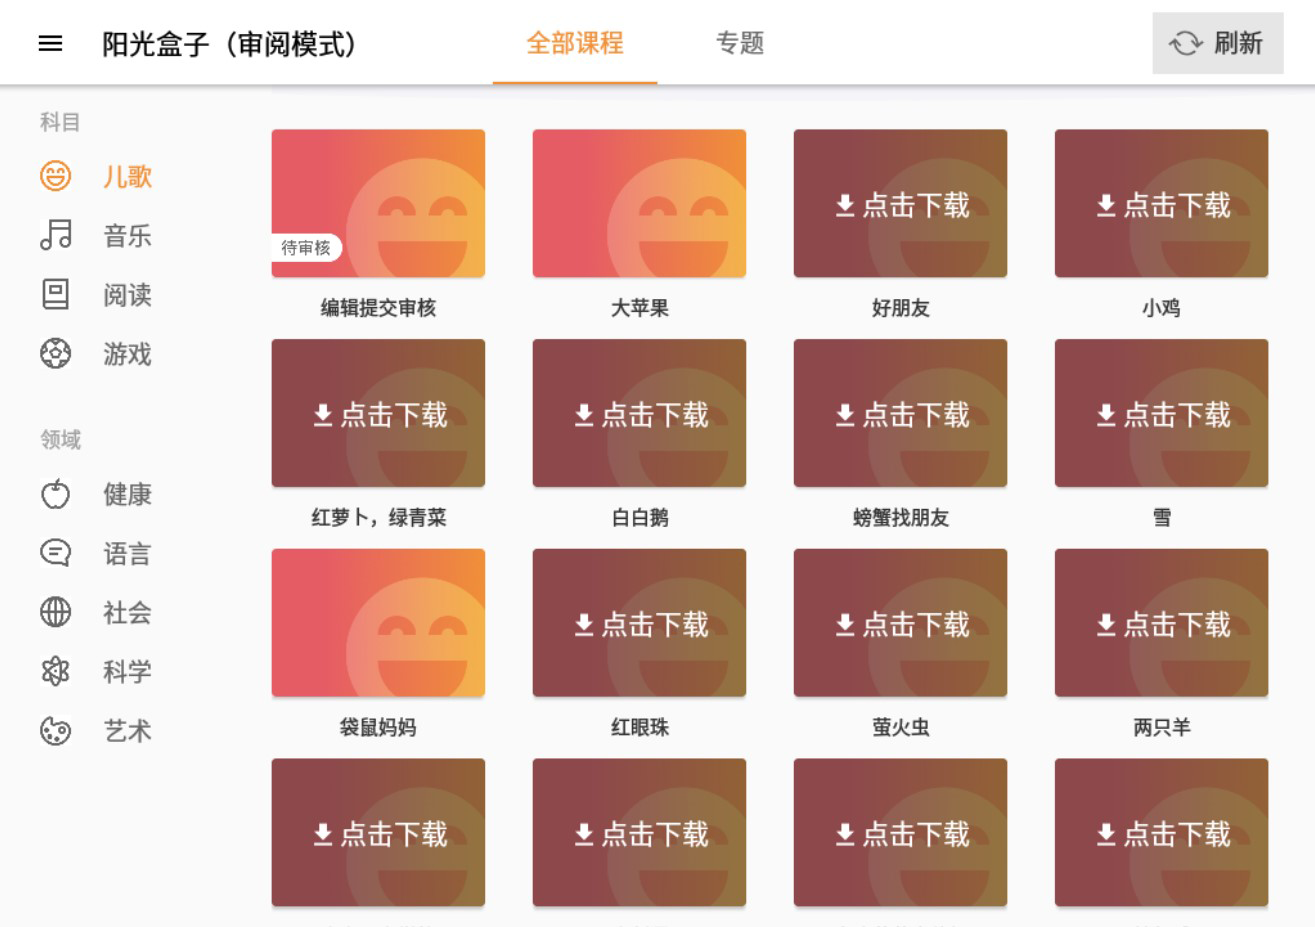 阳光盒子（审阅模式）
全部课程
专题
刷新
科目
儿歌
音乐
阅读
游戏
领域
健康
语言
社会
科学
艺术
待审核
点击下载
点击下载
编辑提交审核
大苹果
好朋友
小鸡
点击下载
点击下载
点击下载
点击下载
红萝卜，绿青菜
白白鹅
螃蟹找朋友
雪
点击下载
点击下载
点击下载
袋鼠妈妈
红眼珠
萤火虫
两只羊
点击下载
点击下载
点击下载
点击下载